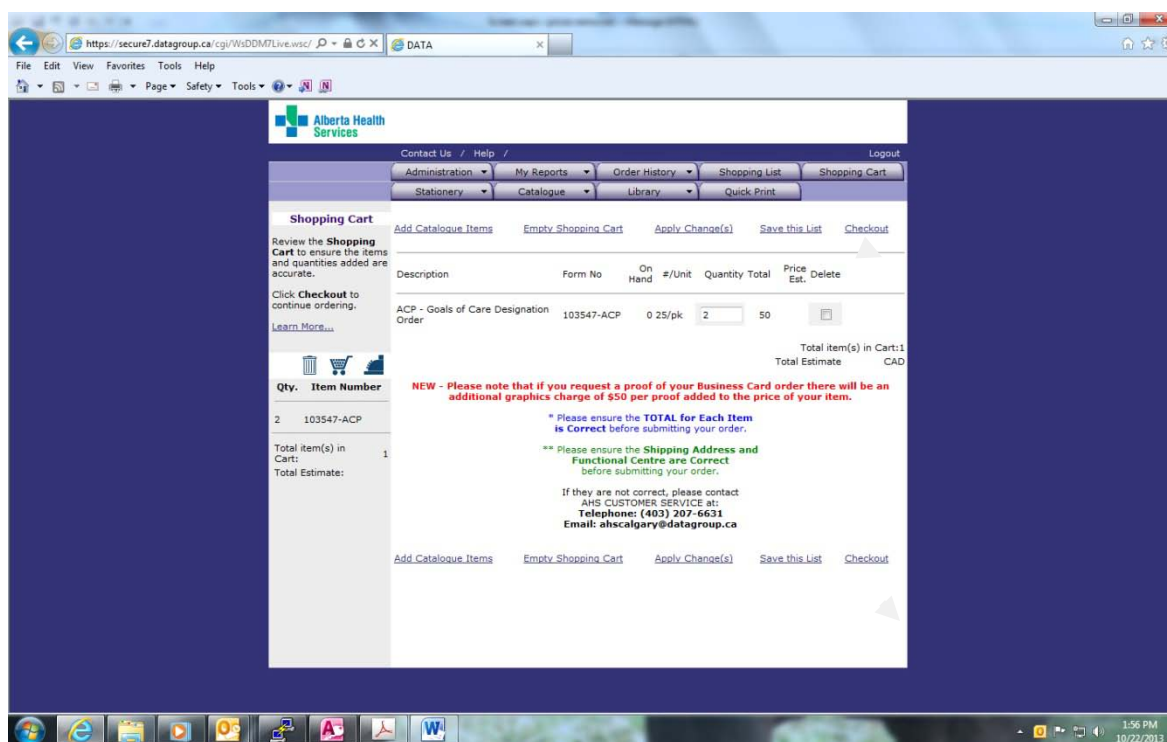 https://secure7.datagroup.ca/cgi/WsDDM7Live.wsc/
DATA
File Edit View Favorites Tools Help
Page Safety Tools
Alberta Health
Services
Contact Us / Help /
Logout
Administration My Reports Order History Shopping List Shopping Cart
Stationery Catalogue Library Quick Print
Shopping Cart
Review the Shopping
Cart to ensure the items
and quantities added are
accurate.
Click Checkout to
continue ordering.
Learn More...
Qty. Item Number
2 103547-ACP
Total item(s) in
Cart: 1
Total Estimate:
Add Catalogue Items Empty Shopping Cart Apply Change(s) Save this List Checkout
Description Form No On Hand #/Unit Quantity Total Price Est. Delete
ACP - Goals of Care Designation
Order 103547-ACP 0 25/pk 2 50
Total item(s) in Cart:1
Total Estimate CAD
NEW - Please note that if you request a proof of your Business Card order there will be an
additional graphics charge of $50 per proof added to the price of your item.
* Please ensure the TOTAL for Each Item
is Correct before submitting your order.
** Please ensure the Shipping Address and
Functional Centre are Correct
before submitting your order.
If they are not correct, please contact
AHS CUSTOMER SERVICE at:
Telephone: (403) 207-6631
Email: ahscalgary@datagroup.ca
Add Catalogue Items Empty Shopping Cart Apply Change(s) Save this List Checkout
1:56 PM
10/22/2013